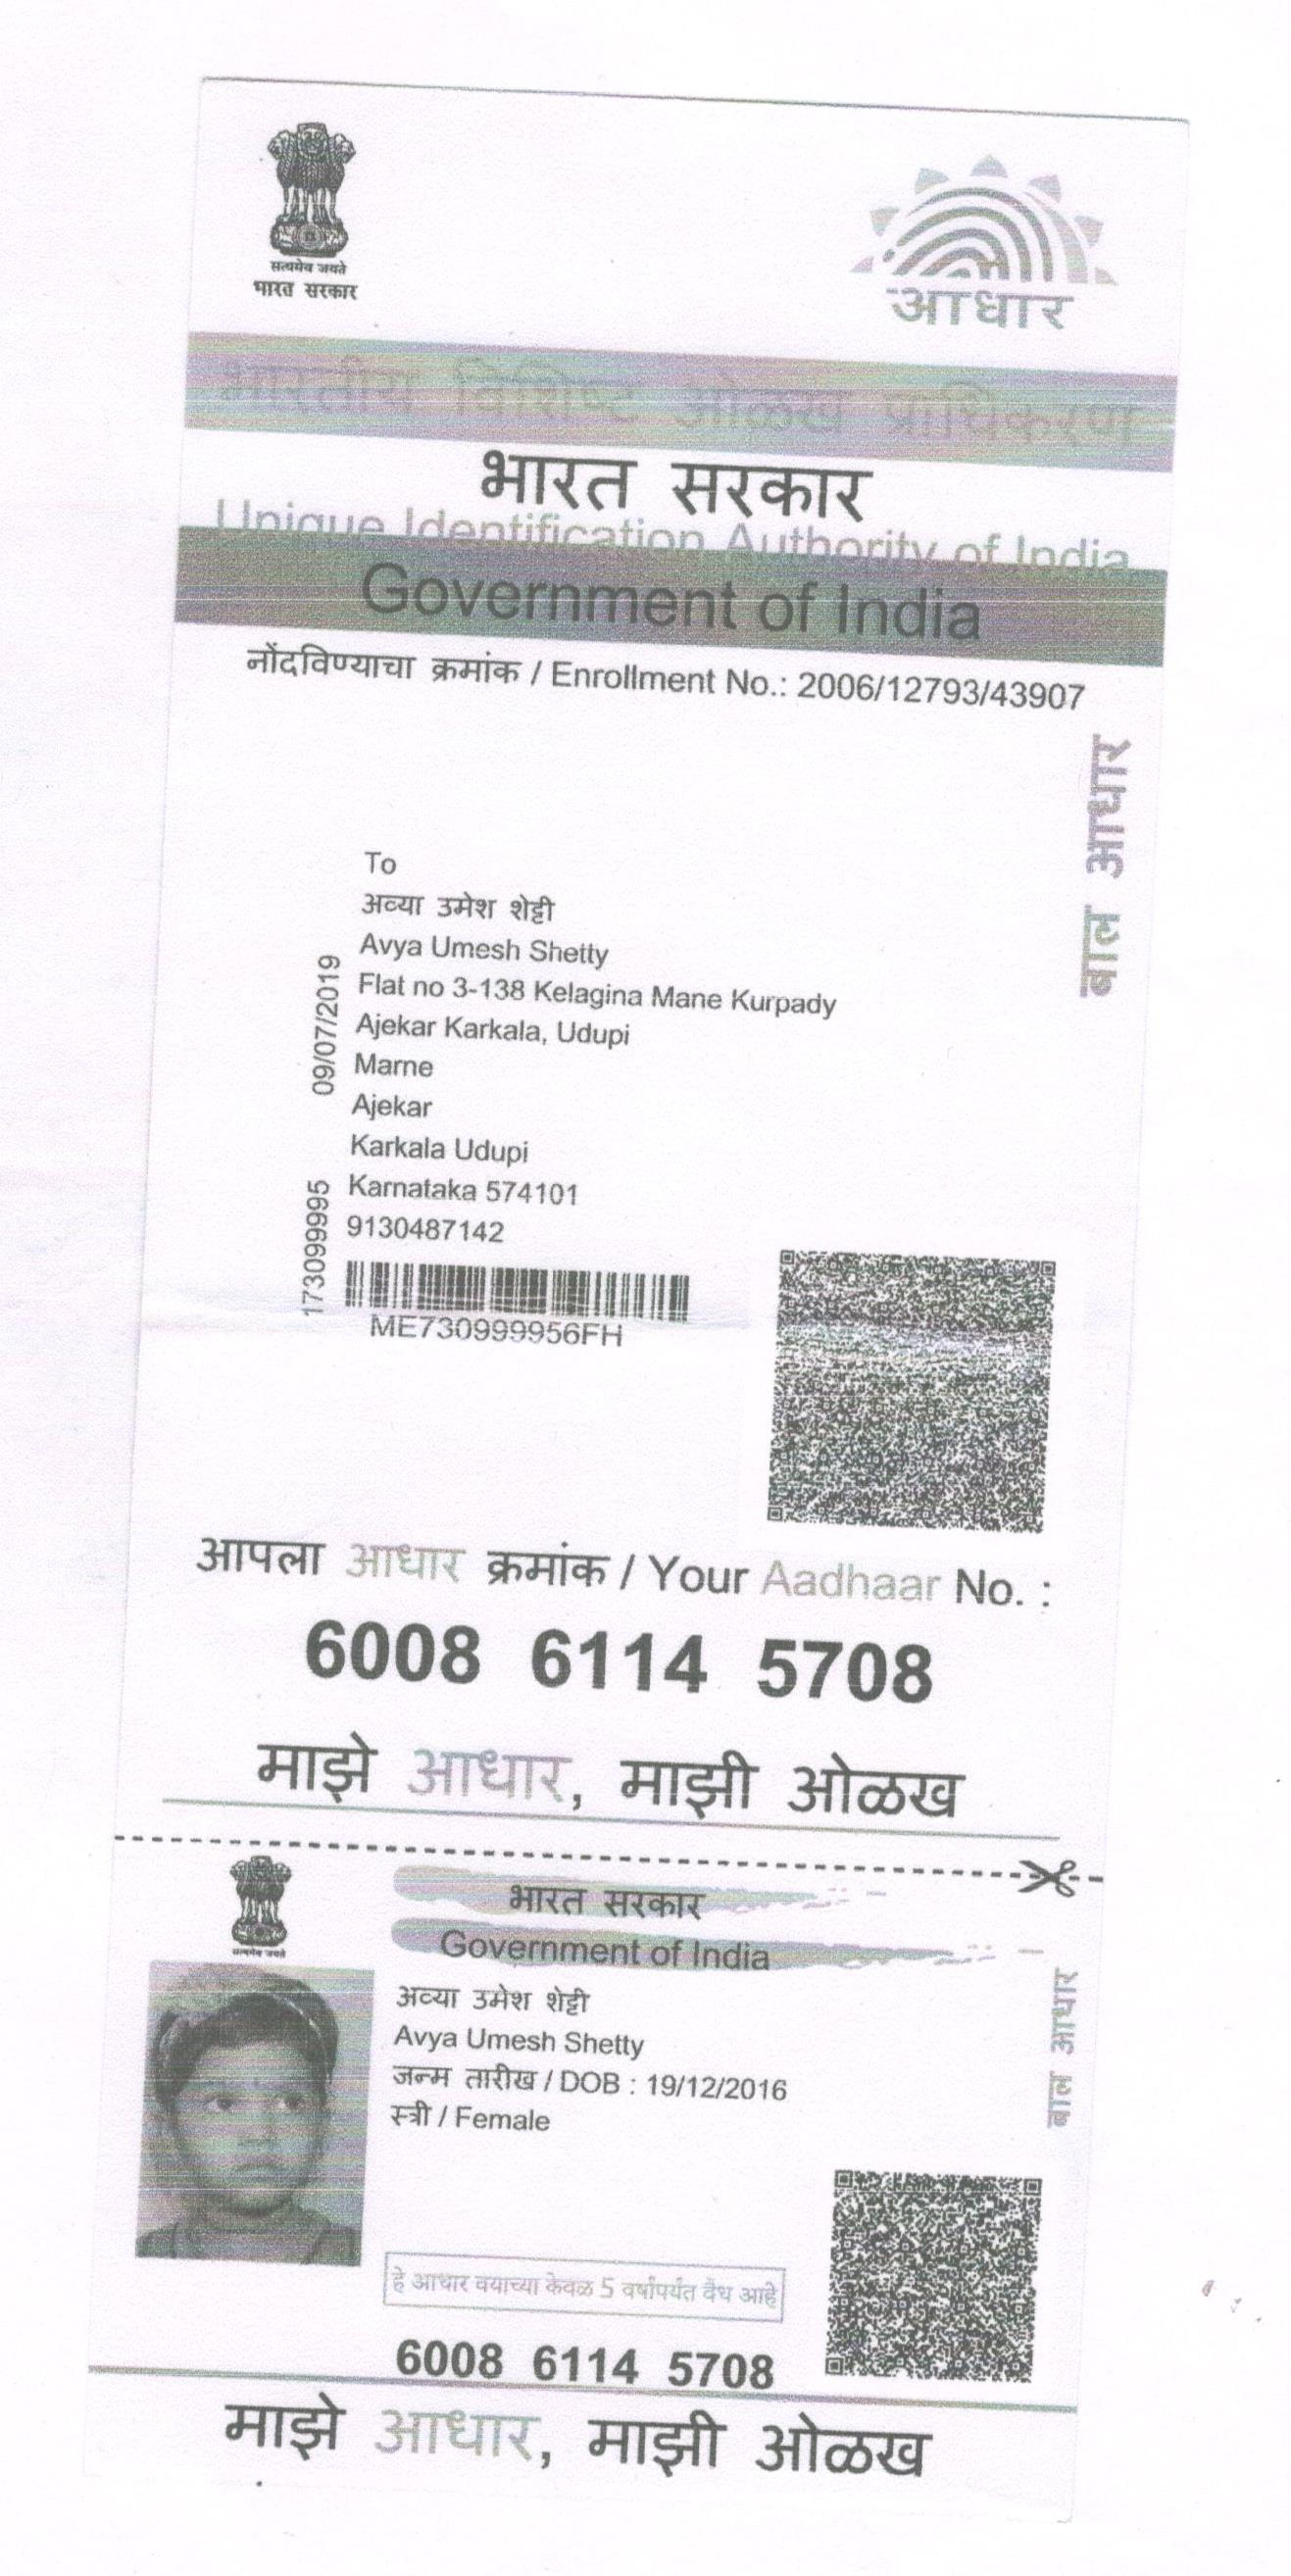 सत्यमेव जयते
भारत सरकार
आधार
भारतीय विशिष्ट ओळख प्राधिकरण
भारत सरकार
Unique Identification Authority of India
Government of India
नोंदविण्याचा क्रमांक / Enrollment No.: 2006/12793/43907
बाल आधार
To
अव्या उमेश शेट्टी
Avya Umesh Shetty
Flat no 3-138 Kelagina Mane Kurpady
Ajekar Karkala, Udupi
Marne
Ajekar
Karkala Udupi
Karnataka 574101
9130487142
09/07/2019
173099995
ME730999956FH
आपला आधार क्रमांक / Your Aadhaar No. :
6008 6114 5708
माझे आधार, माझी ओळख
सत्यमेव जयते
भारत सरकार
Government of India
अव्या उमेश शेट्टी
Avya Umesh Shetty
जन्म तारीख / DOB : 19/12/2016
स्त्री / Female
बाल आधार
हे आधार वयाच्या केवळ 5 वर्षांपर्यंत वैध आहे
6008 6114 5708
माझे आधार, माझी ओळख